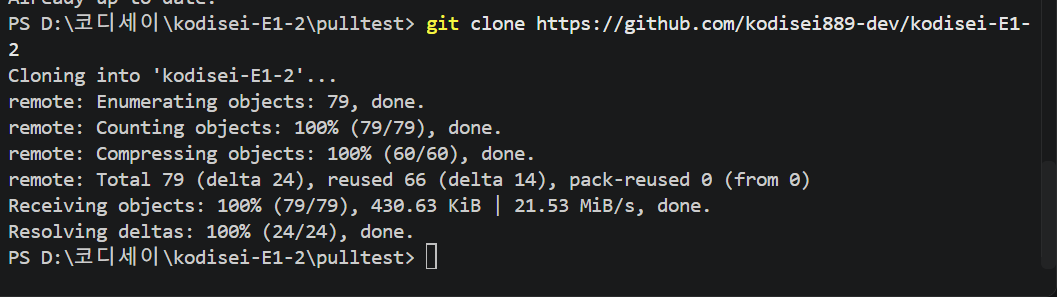 Already up to date.
PS D:\코디세이\kodisei-E1-2\pulltest> git clone https://github.com/kodisei889-dev/kodisei-E1-
2
Cloning into 'kodisei-E1-2'...
remote: Enumerating objects: 79, done.
remote: Counting objects: 100% (79/79), done.
remote: Compressing objects: 100% (60/60), done.
remote: Total 79 (delta 24), reused 66 (delta 14), pack-reused 0 (from 0)
Receiving objects: 100% (79/79), 430.63 KiB | 21.53 MiB/s, done.
Resolving deltas: 100% (24/24), done.
PS D:\코디세이\kodisei-E1-2\pulltest>